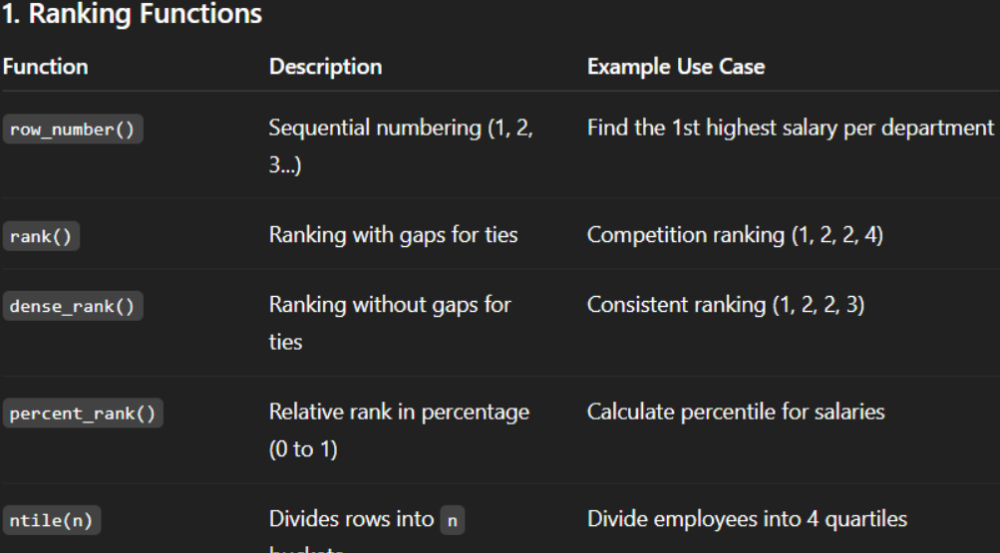 1. Ranking Functions
Function Description Example Use Case
row_number() Sequential numbering (1, 2, Find the 1st highest salary per department
3...)
rank() Ranking with gaps for ties Competition ranking (1, 2, 2, 4)
dense_rank() Ranking without gaps for Consistent ranking (1, 2, 2, 3)
ties
percent_rank() Relative rank in percentage Calculate percentile for salaries
(0 to 1)
ntile(n) Divides rows into n Divide employees into 4 quartiles